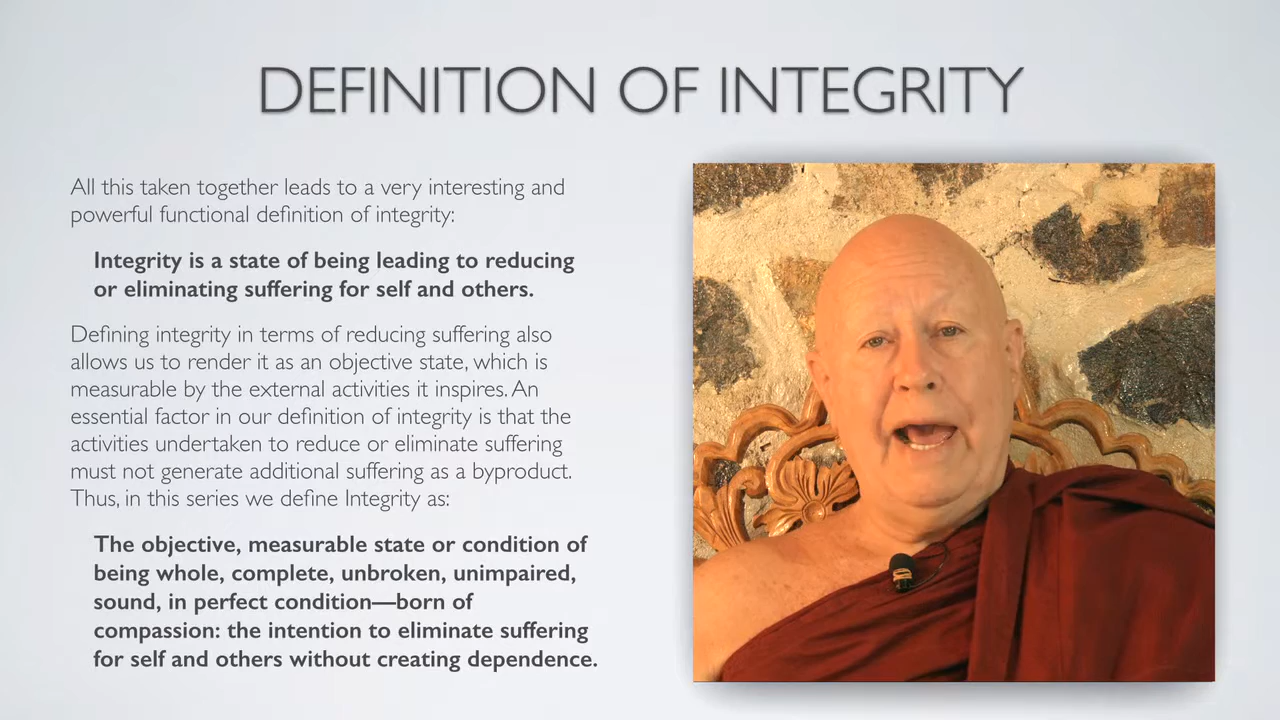 DEFINITION OF INTEGRITY
All this taken together leads to a very interesting and
powerful functional definition of integrity:
Integrity is a state of being leading to reducing
or eliminating suffering for self and others.
Defining integrity in terms of reducing suffering also
allows us to render it as an objective state, which is
measurable by the external activities it inspires. An
essential factor in our definition of integrity is that the
activities undertaken to reduce or eliminate suffering
must not generate additional suffering as a byproduct.
Thus, in this series we define Integrity as:
The objective, measurable state or condition of
being whole, complete, unbroken, unimpaired,
sound, in perfect condition—born of
compassion: the intention to eliminate suffering
for self and others without creating dependence.